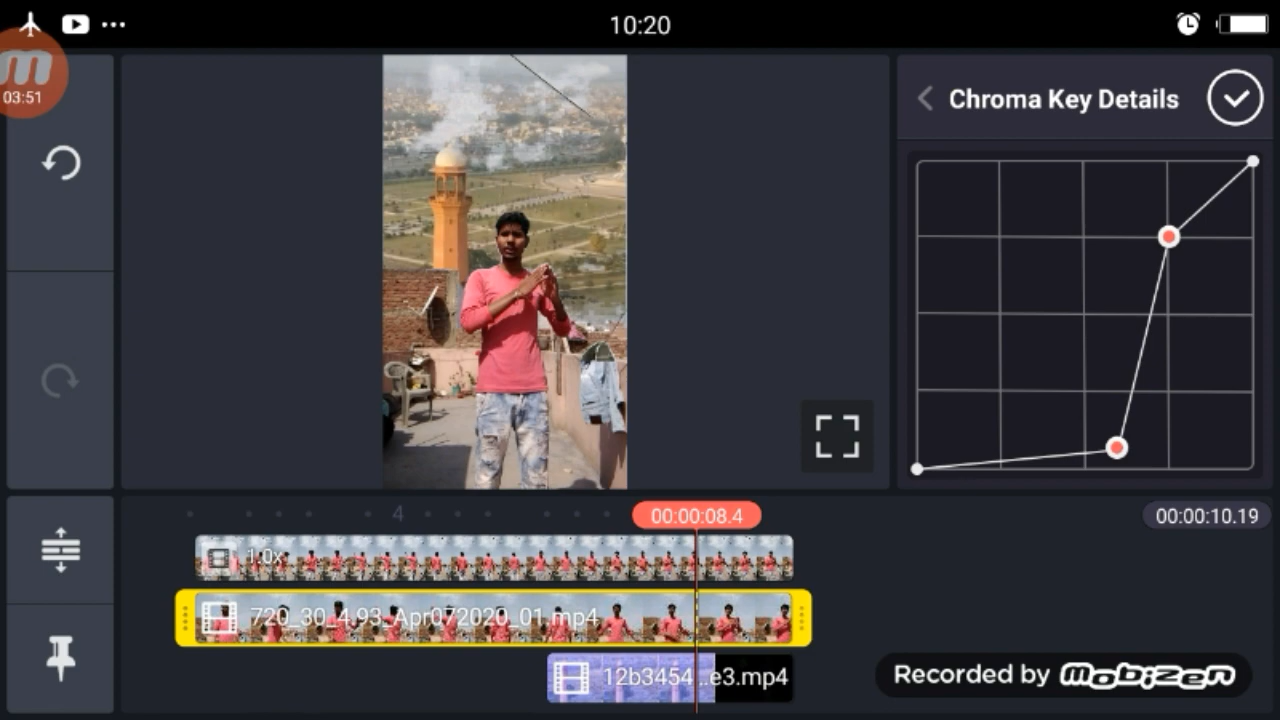 10:20
m
03:51
Chroma Key Details
4
00:00:08.4
00:00:10.19
1.0x
720_30_4.93_Apr072020_01.mp4
12b3454...e3.mp4
Recorded by mobizen